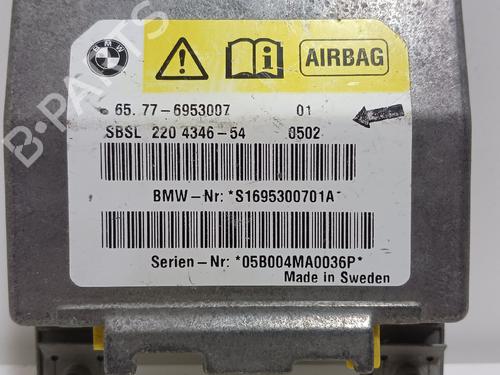 BMW
AIRBAG
65. 77-6953007 01
SBSL 220 4346-54 0502
BMW-Nr: *S1695300701A*
Serien-Nr: *05B004MA0036P*
Made in Sweden
B-PARTS